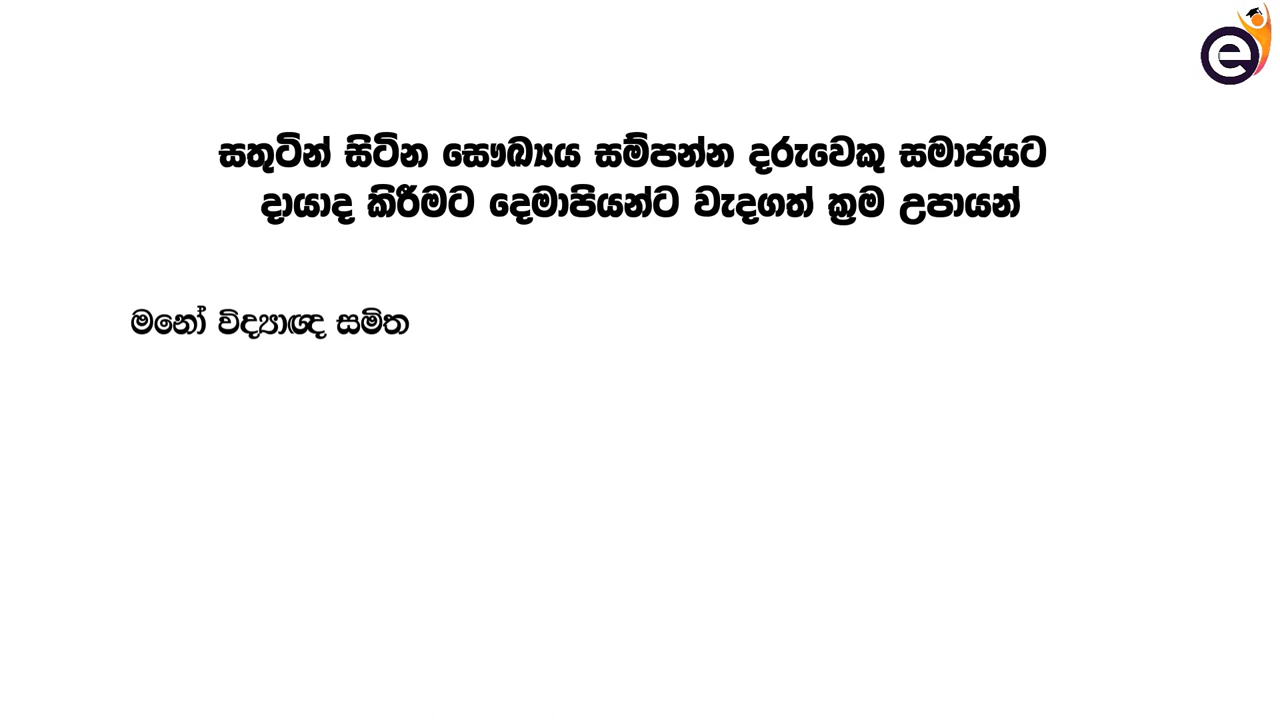 සතුටින් සිටින සෞඛ්‍යය සම්පන්න දරුවෙකු සමාජයට
දායාද කිරීමට දෙමාපියන්ට වැදගත් ක්‍රම උපායන්
මනෝ විද්‍යාඥ සමිත